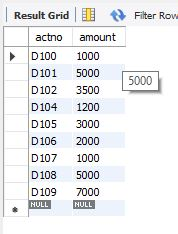 Result Grid Filter Row
actno amount
D100 1000
D101 5000
5000
D102 3500
D104 1200
D105 3000
D106 2000
D107 1000
D108 5000
D109 7000
NULL NULL